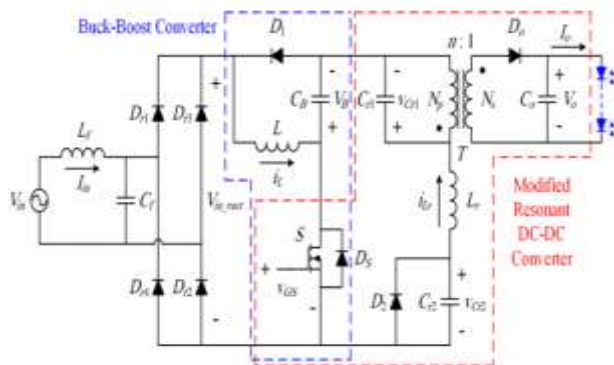 Buck-Boost Converter
D1
n : 1
Do
Io
CB
VB
Cr1
vCr1
Np
Ns
Co
Vo
Dr1
Dr3
Lf
L
iL
T
Iin
Cf
Vin
Vin_rect
iLr
Lr
Modified
Resonant
DC-DC
Converter
S
DS
vGS
Dr4
Dr2
D2
Cr2
vCr2